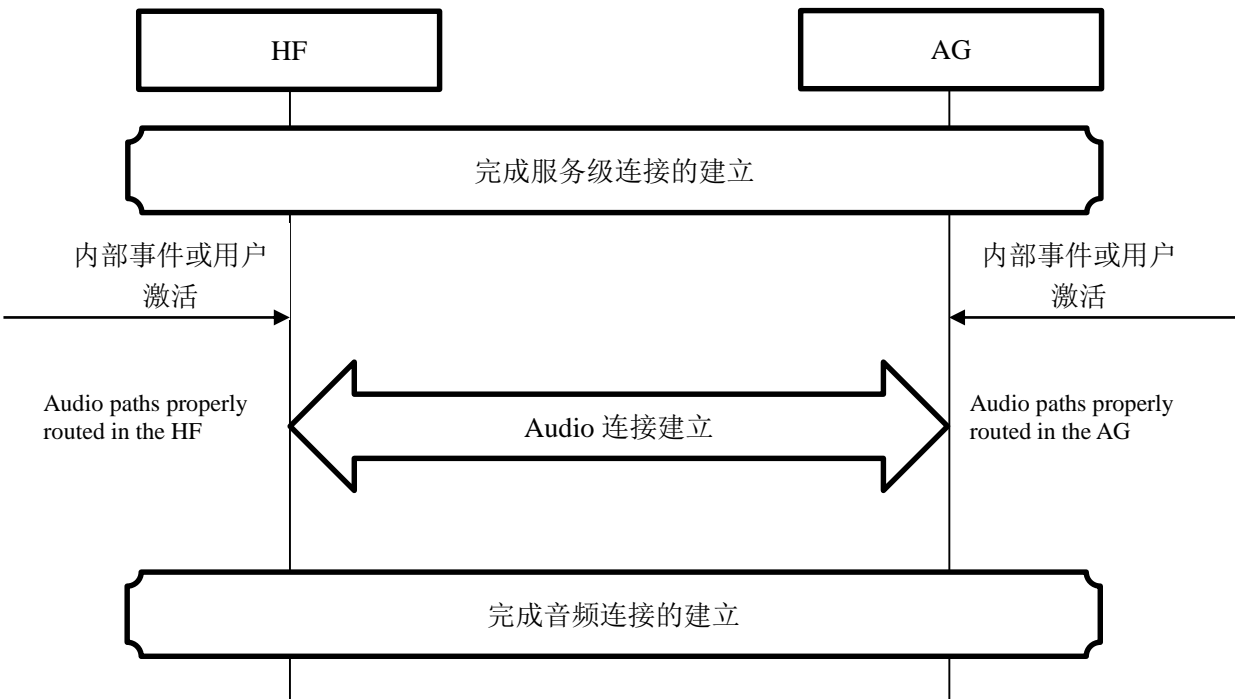 HF
AG
完成服务级连接的建立
内部事件或用户
激活
内部事件或用户
激活
Audio paths properly
routed in the HF
Audio 连接建立
Audio paths properly
routed in the AG
完成音频连接的建立